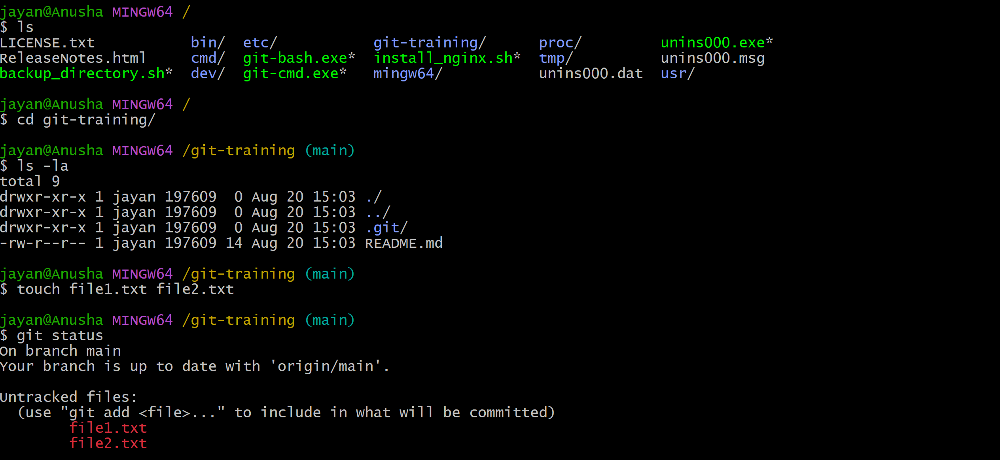 jayan@Anusha MINGW64 /
$ ls
LICENSE.txt           bin/  etc/           git-training/      proc/         unins000.exe*
ReleaseNotes.html     cmd/  git-bash.exe*  install_nginx.sh*  tmp/          unins000.msg
backup_directory.sh*  dev/  git-cmd.exe*   mingw64/           unins000.dat  usr/

jayan@Anusha MINGW64 /
$ cd git-training/

jayan@Anusha MINGW64 /git-training (main)
$ ls -la
total 9
drwxr-xr-x 1 jayan 197609  0 Aug 20 15:03 ./
drwxr-xr-x 1 jayan 197609  0 Aug 20 15:03 ../
drwxr-xr-x 1 jayan 197609  0 Aug 20 15:03 .git/
-rw-r--r-- 1 jayan 197609 14 Aug 20 15:03 README.md

jayan@Anusha MINGW64 /git-training (main)
$ touch file1.txt file2.txt

jayan@Anusha MINGW64 /git-training (main)
$ git status
On branch main
Your branch is up to date with 'origin/main'.

Untracked files:
  (use "git add <file>..." to include in what will be committed)
        file1.txt
        file2.txt